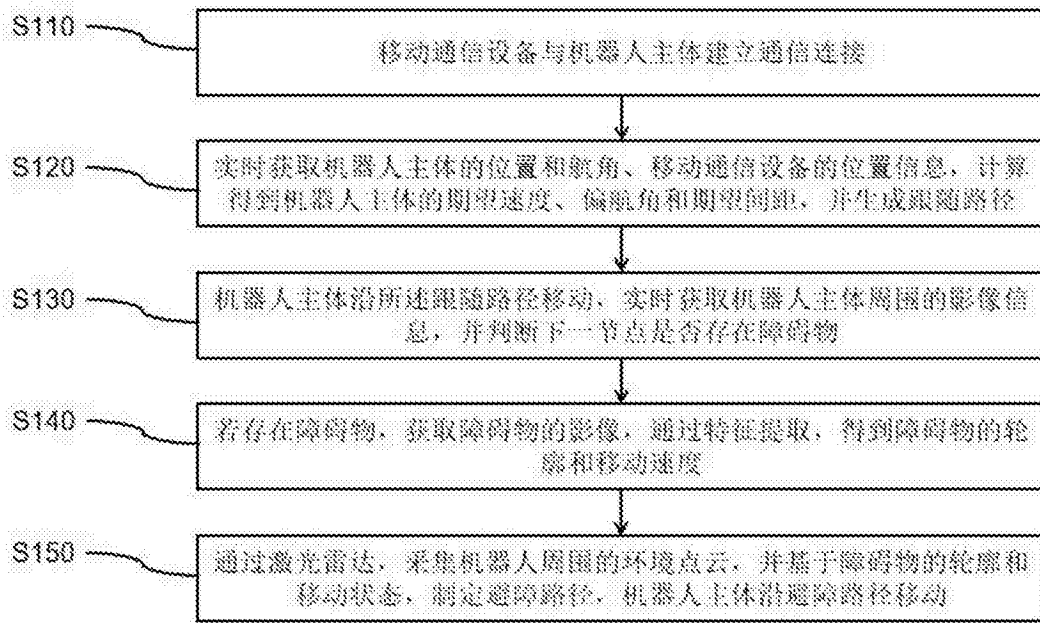 S110
移动通信设备与机器人主体建立通信连接
S120
实时获取机器人主体的位置和航角、移动通信设备的位置信息，计算
得到机器人主体的期望速度、偏航角和期望间距，并生成跟随路径
S130
机器人主体沿所述跟随路径移动，实时获取机器人主体周围的影像信
息，并判断下一节点是否存在障碍物
S140
若存在障碍物，获取障碍物的影像，通过特征提取，得到障碍物的轮
廓和移动速度
S150
通过激光雷达，采集机器人周围的环境点云，并基于障碍物的轮廓和
移动状态，制定避障路径，机器人主体沿避障路径移动